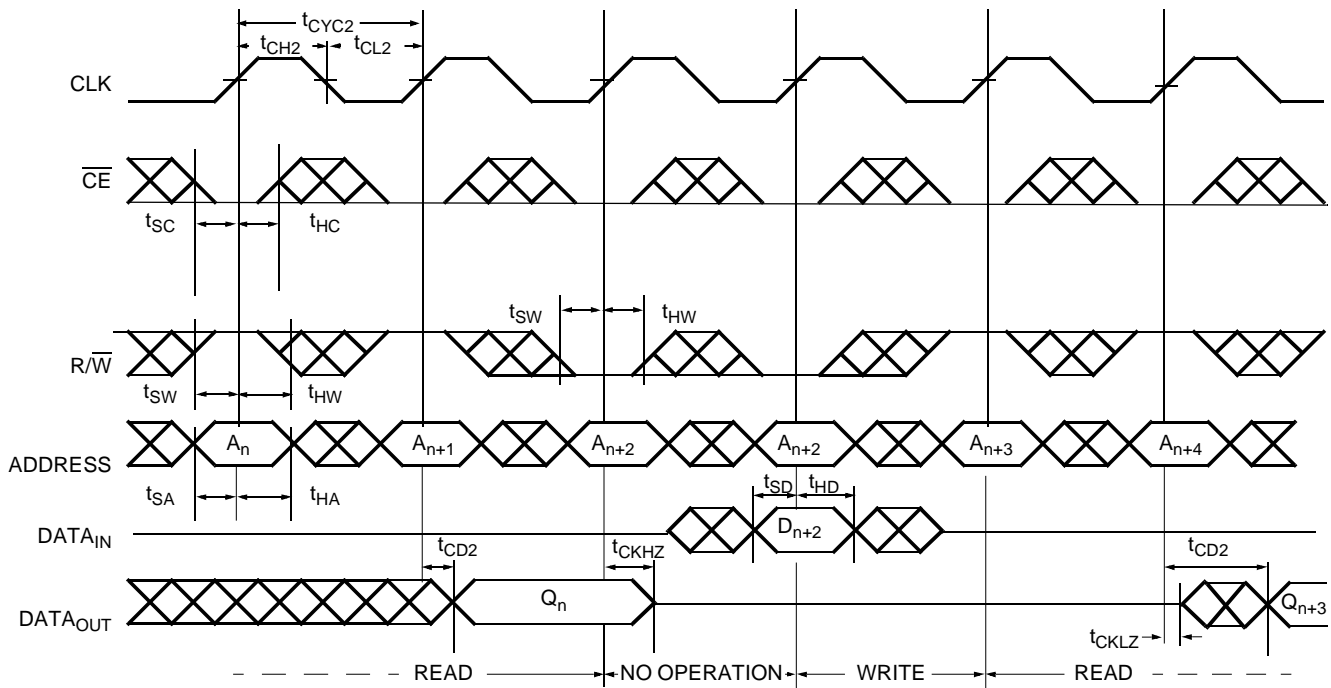 tCYC2
tCH2 tCL2
CLK
CE
tSC tHC
tSW tHW
R/W
tSW tHW
An An+1 An+2 An+2 An+3 An+4
ADDRESS
tSA tHA tSD tHD
DATAIN Dn+2
tCD2 tCKHZ tCD2
DATAOUT Qn Qn+3
tCKLZ
READ NO OPERATION WRITE READ